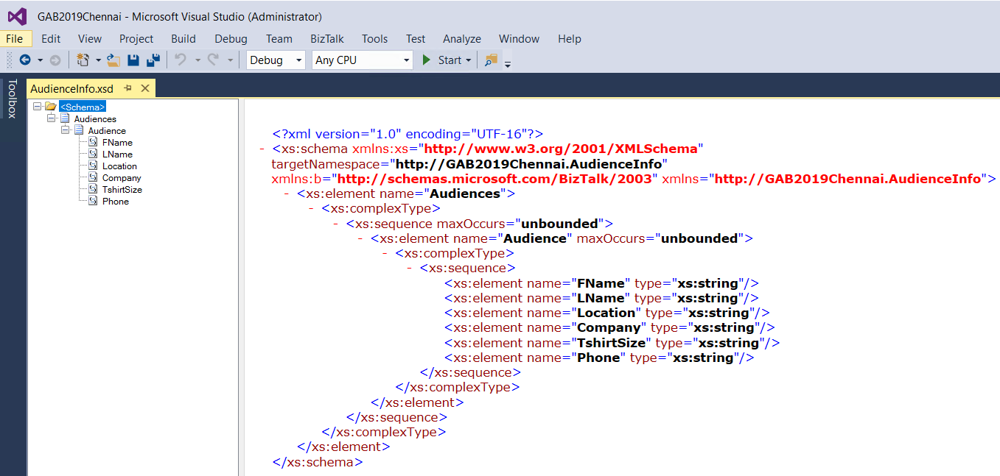 GAB2019Chennai - Microsoft Visual Studio (Administrator)
File Edit View Project Build Debug Team BizTalk Tools Test Analyze Window Help
Debug Any CPU Start
Toolbox
AudienceInfo.xsd
<Schema>
Audiences
Audience
FName
LName
Location
Company
TshirtSize
Phone
<?xml version="1.0" encoding="UTF-16"?>
- <xs:schema xmlns:xs="http://www.w3.org/2001/XMLSchema"
targetNamespace="http://GAB2019Chennai.AudienceInfo"
xmlns:b="http://schemas.microsoft.com/BizTalk/2003" xmlns="http://GAB2019Chennai.AudienceInfo">
- <xs:element name="Audiences">
- <xs:complexType>
- <xs:sequence maxOccurs="unbounded">
- <xs:element name="Audience" maxOccurs="unbounded">
- <xs:complexType>
- <xs:sequence>
<xs:element name="FName" type="xs:string"/>
<xs:element name="LName" type="xs:string"/>
<xs:element name="Location" type="xs:string"/>
<xs:element name="Company" type="xs:string"/>
<xs:element name="TshirtSize" type="xs:string"/>
<xs:element name="Phone" type="xs:string"/>
</xs:sequence>
</xs:complexType>
</xs:element>
</xs:sequence>
</xs:complexType>
</xs:element>
</xs:schema>